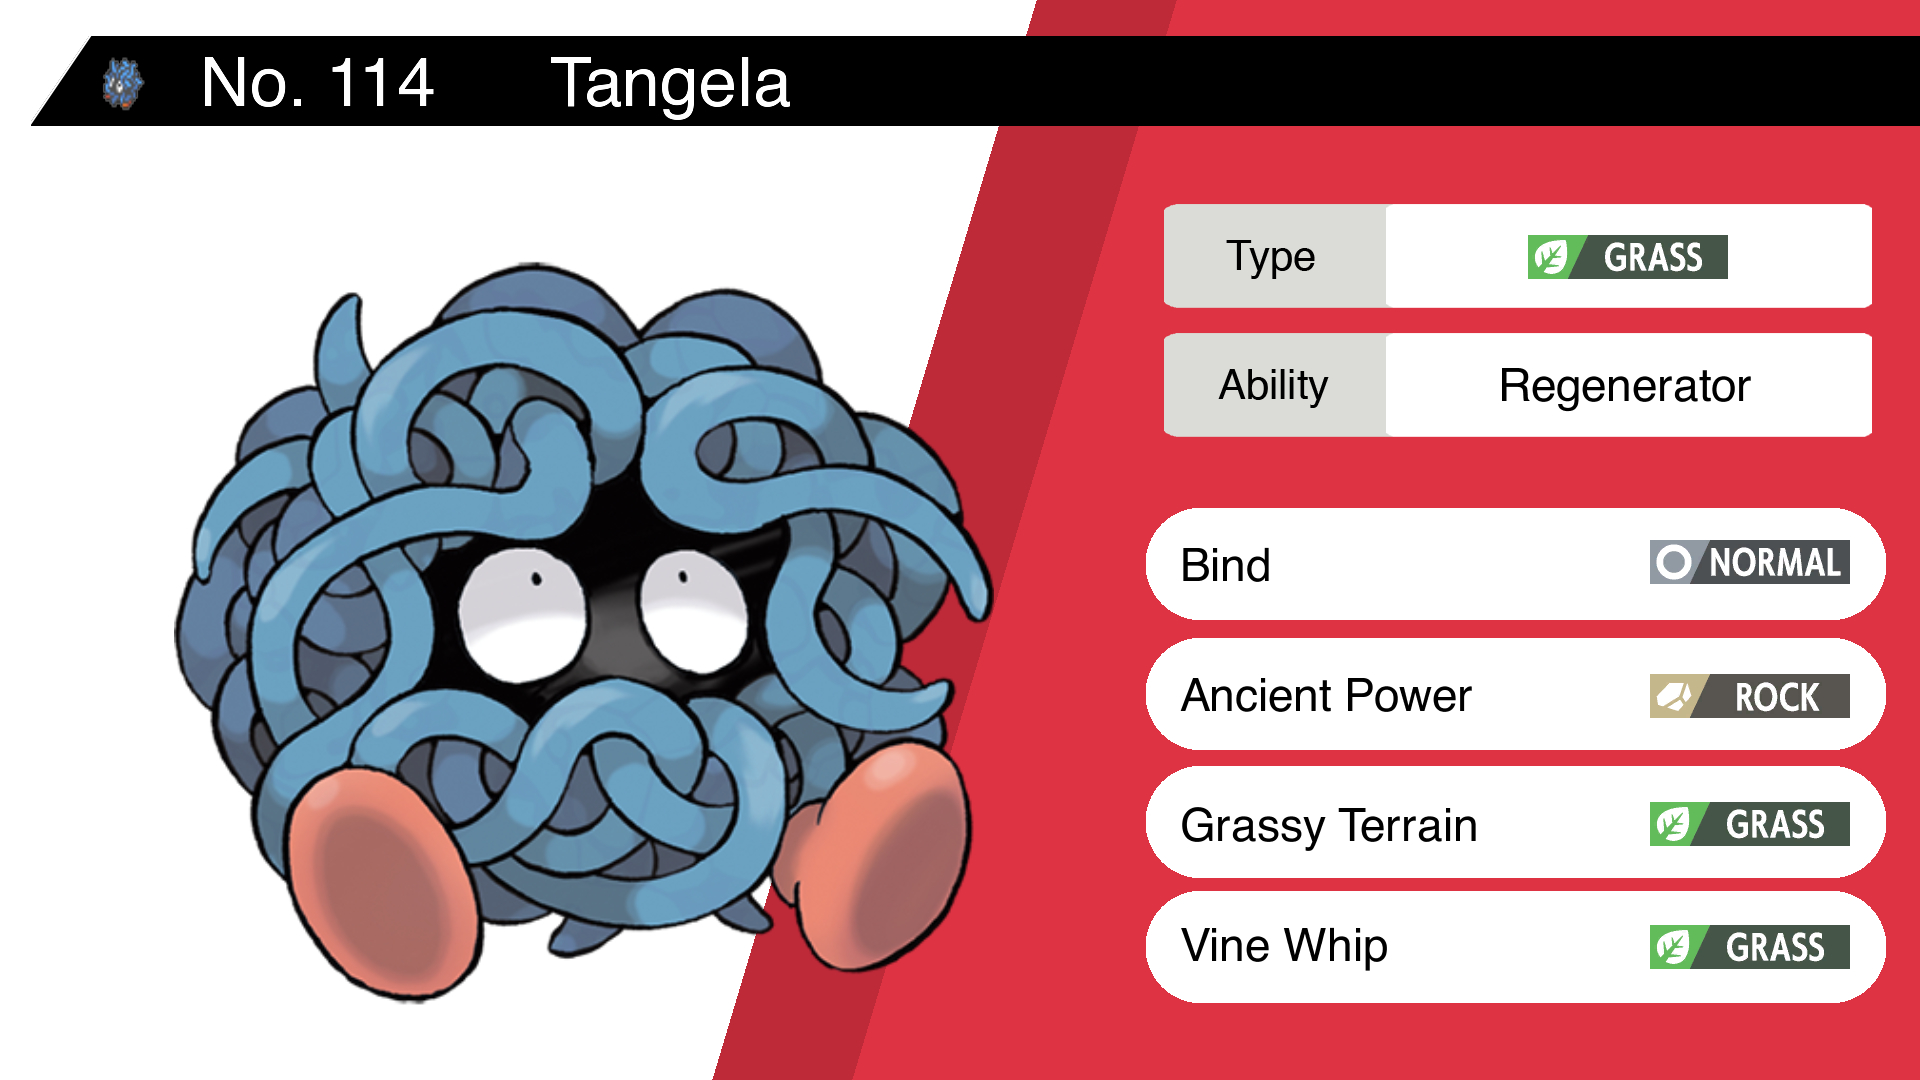 No. 114 Tangela
Type GRASS
Ability Regenerator
Bind NORMAL
Ancient Power ROCK
Grassy Terrain GRASS
Vine Whip GRASS